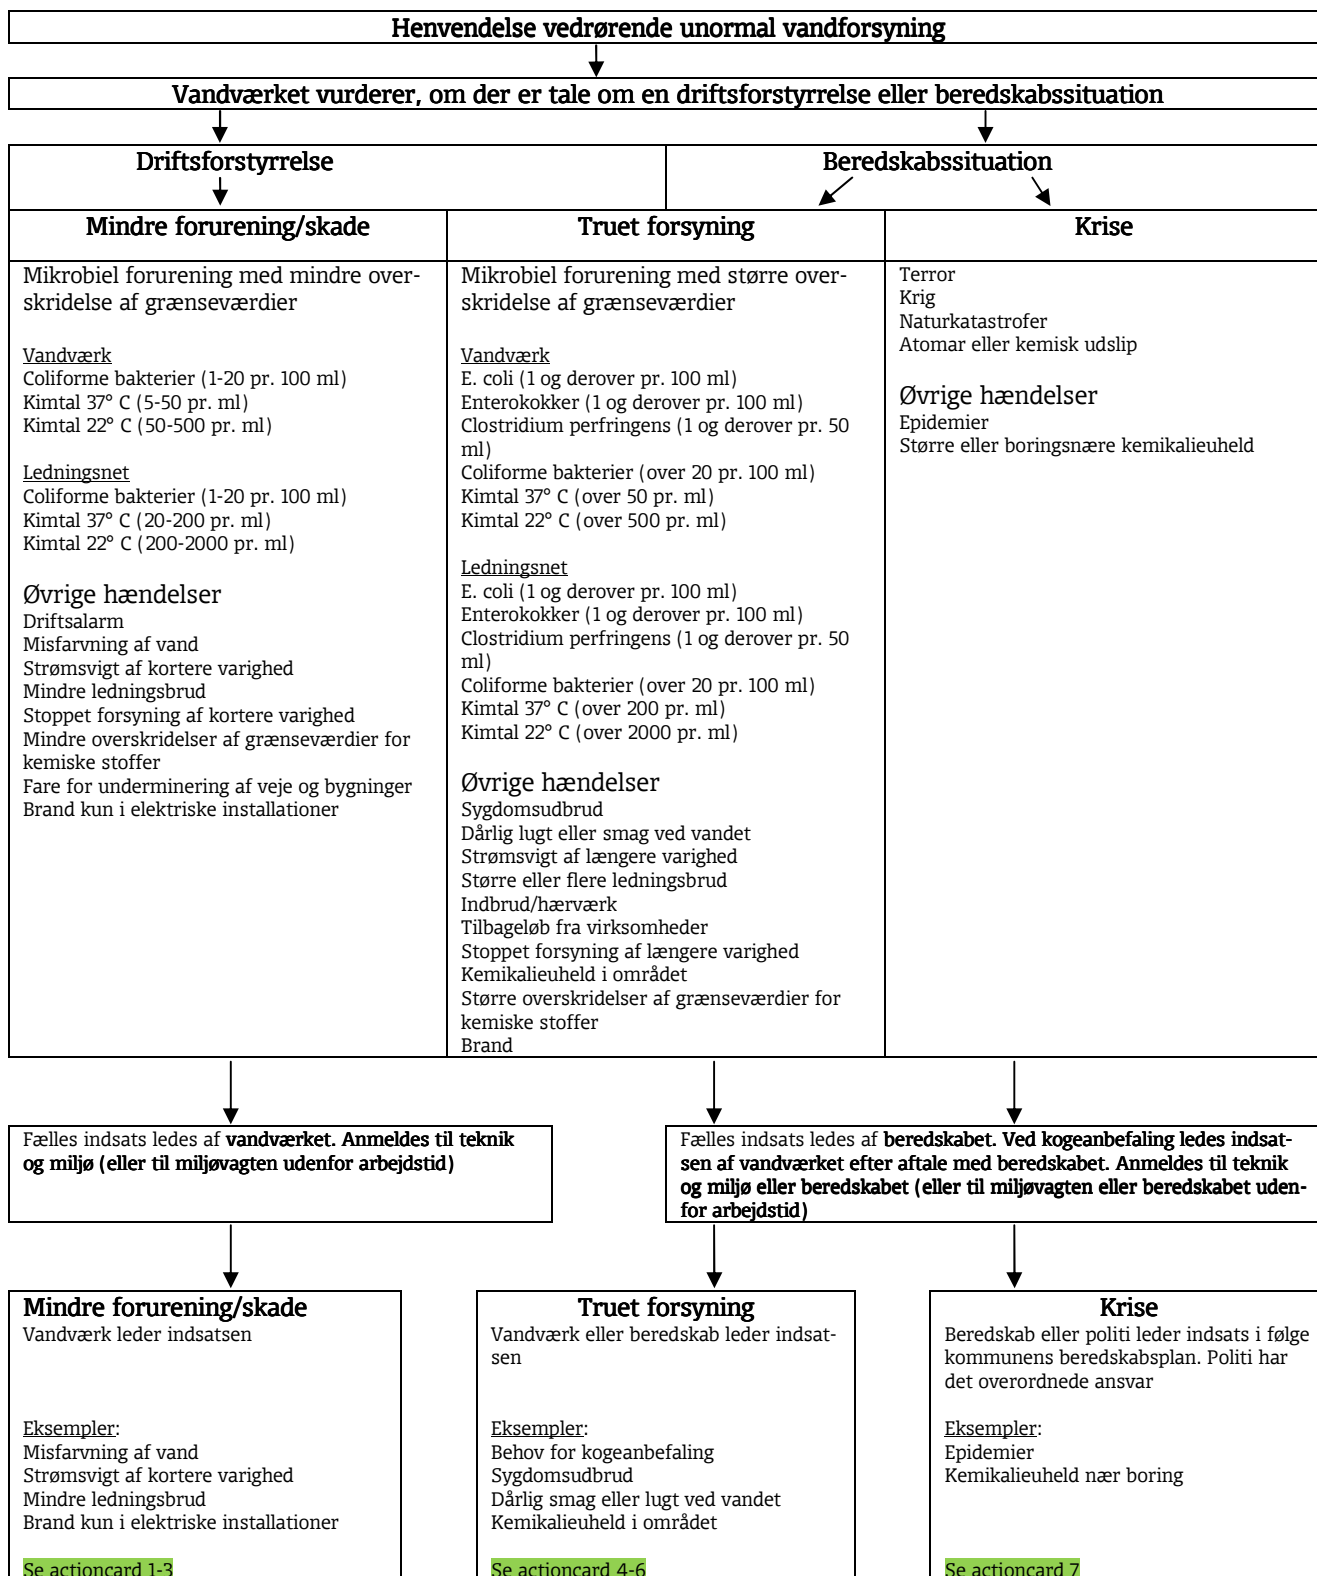 Henvendelse vedrørende unormal vandforsyning
Vandværket vurderer, om der er tale om en driftsforstyrrelse eller beredskabssituation
Driftsforstyrrelse
Beredskabssituation
Mindre forurening/skade
Truet forsyning
Krise
Mikrobiel forurening med mindre over-
skridelse af grænseværdier
Vandværk
Coliforme bakterier (1-20 pr. 100 ml)
Kimtal 37° C (5-50 pr. ml)
Kimtal 22° C (50-500 pr. ml)
Ledningsnet
Coliforme bakterier (1-20 pr. 100 ml)
Kimtal 37° C (20-200 pr. ml)
Kimtal 22° C (200-2000 pr. ml)
Øvrige hændelser
Driftsalarm
Misfarvning af vand
Strømsvigt af kortere varighed
Mindre ledningsbrud
Stoppet forsyning af kortere varighed
Mindre overskridelser af grænseværdier for
kemiske stoffer
Fare for underminering af veje og bygninger
Brand kun i elektriske installationer
Mikrobiel forurening med større over-
skridelse af grænseværdier
Vandværk
E. coli (1 og derover pr. 100 ml)
Enterokokker (1 og derover pr. 100 ml)
Clostridium perfringens (1 og derover pr. 50
ml)
Coliforme bakterier (over 20 pr. 100 ml)
Kimtal 37° C (over 50 pr. ml)
Kimtal 22° C (over 500 pr. ml)
Ledningsnet
E. coli (1 og derover pr. 100 ml)
Enterokokker (1 og derover pr. 100 ml)
Clostridium perfringens (1 og derover pr. 50
ml)
Coliforme bakterier (over 20 pr. 100 ml)
Kimtal 37° C (over 200 pr. ml)
Kimtal 22° C (over 2000 pr. ml)
Øvrige hændelser
Sygdomsudbrud
Dårlig lugt eller smag ved vandet
Strømsvigt af længere varighed
Større eller flere ledningsbrud
Indbrud/hærværk
Tilbageløb fra virksomheder
Stoppet forsyning af længere varighed
Kemikalieuheld i området
Større overskridelser af grænseværdier for
kemiske stoffer
Brand
Terror
Krig
Naturkatastrofer
Atomar eller kemisk udslip
Øvrige hændelser
Epidemier
Større eller boringsnære kemikalieuheld
Fælles indsats ledes af vandværket. Anmeldes til teknik
og miljø (eller til miljøvagten udenfor arbejdstid)
Fælles indsats ledes af beredskabet. Ved kogeanbefaling ledes indsat-
sen af vandværket efter aftale med beredskabet. Anmeldes til teknik
og miljø eller beredskabet (eller til miljøvagten eller beredskabet uden-
for arbejdstid)
Mindre forurening/skade
Vandværk leder indsatsen
Eksempler:
Misfarvning af vand
Strømsvigt af kortere varighed
Mindre ledningsbrud
Brand kun i elektriske installationer
Se actioncard 1-3
Truet forsyning
Vandværk eller beredskab leder indsat-
sen
Eksempler:
Behov for kogeanbefaling
Sygdomsudbrud
Dårlig smag eller lugt ved vandet
Kemikalieuheld i området
Se actioncard 4-6
Krise
Beredskab eller politi leder indsats i følge
kommunens beredskabsplan. Politi har
det overordnede ansvar
Eksempler:
Epidemier
Kemikalieuheld nær boring
Se actioncard 7